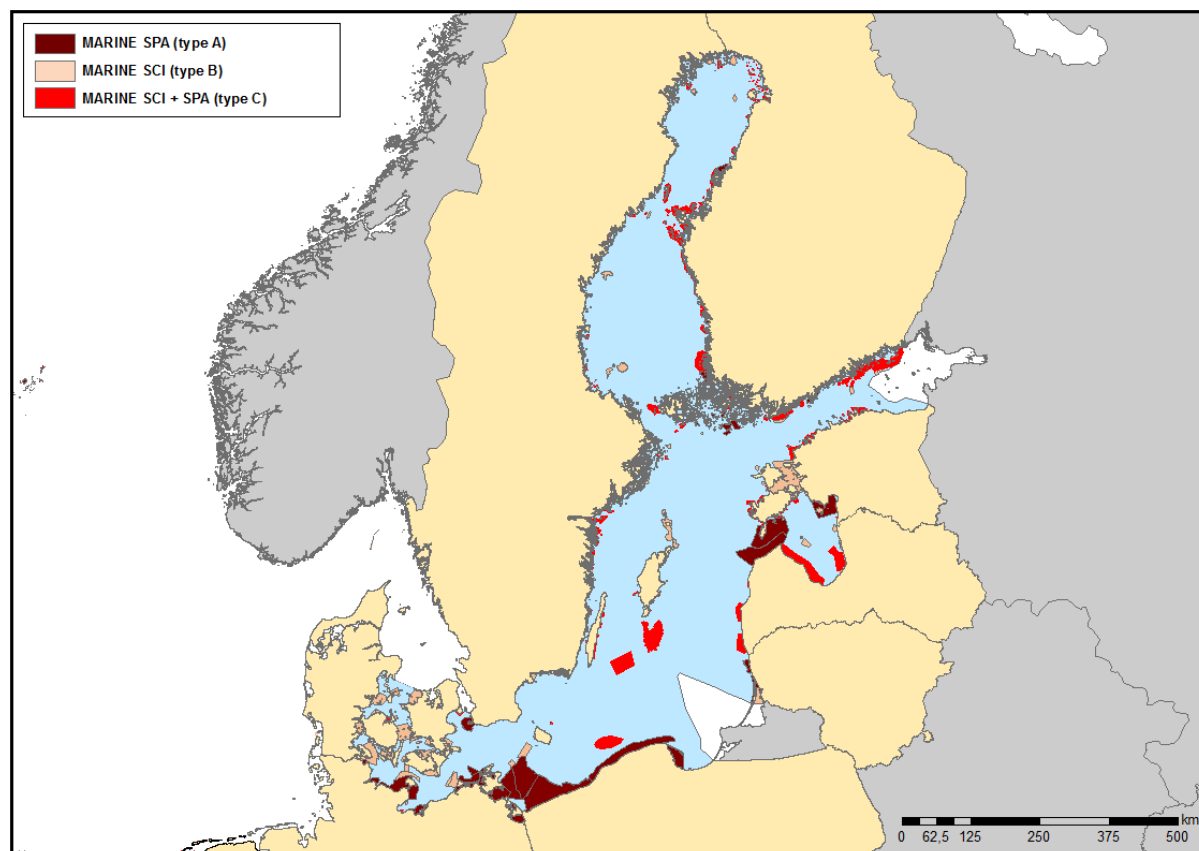 MARINE SPA (type A)
MARINE SCI (type B)
MARINE SCI + SPA (type C)
km
0 62,5 125 250 375 500